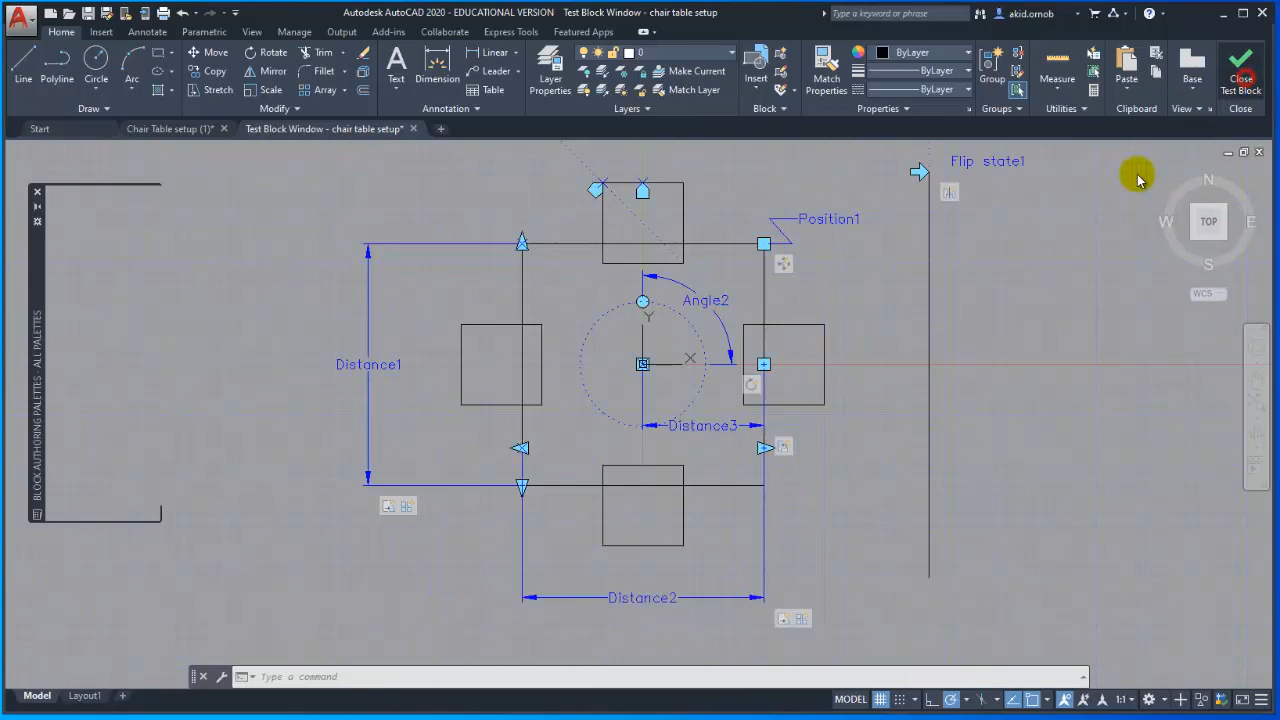 A Autodesk AutoCAD 2020 - EDUCATIONAL VERSION Test Block Window - chair table setup Type a keyword or phrase
Home Insert Annotate Parametric View Manage Output Add-ins Collaborate Express Tools Featured Apps
Line Polyline Circle Arc
Move Rotate Trim
Copy Mirror Fillet
Stretch Scale Array
Text Dimension
Linear
Leader
Table
Layer Properties
0
Make Current
Match Layer
Insert
Match Properties
ByLayer
ByLayer
ByLayer
Group
Measure
Paste
Base
Close Test Block
Draw Modify Annotation Layers Block Properties Groups Utilities Clipboard View Close
Start Chair Table setup (1)* Test Block Window - chair table setup*
Flip state1
N
W TOP E
S
WCS
Position1
Angle2
Y
X
Distance1
Distance3
Distance2
BLOCK AUTHORING PALETTES - ALL PALETTES
Type a command
Model Layout1
MODEL 1:1